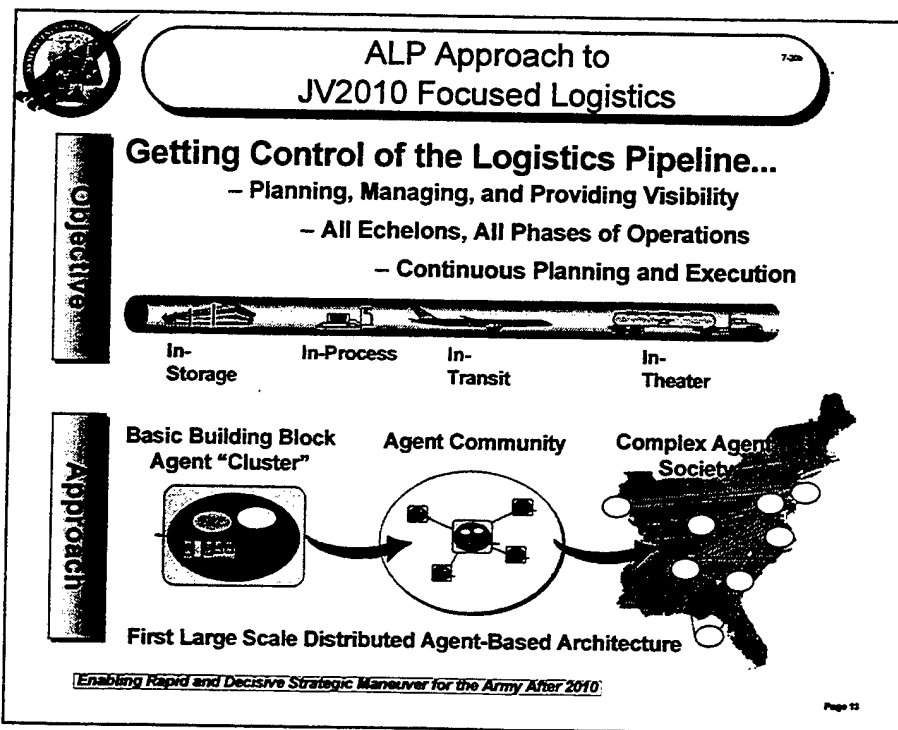 ALP Approach to
JV2010 Focused Logistics
Objective
Getting Control of the Logistics Pipeline...
– Planning, Managing, and Providing Visibility
– All Echelons, All Phases of Operations
– Continuous Planning and Execution
In-
Storage
In-Process
In-
Transit
In-
Theater
Approach
Basic Building Block
Agent “Cluster”
Agent Community
Complex Agent
Society
First Large Scale Distributed Agent-Based Architecture
Enabling Rapid and Decisive Strategic Maneuver for the Army After 2010
Page 13